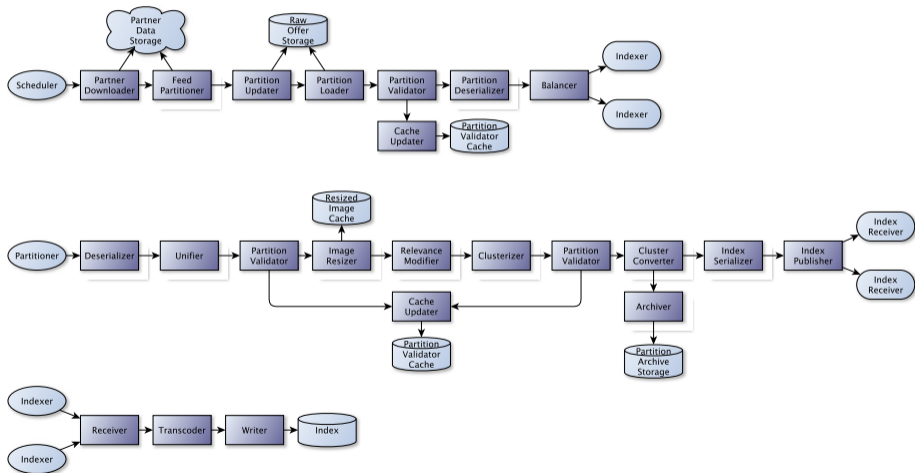 Partner
Data
Storage
Raw
Offer
Storage
Scheduler
Partner
Downloader
Feed
Partitioner
Partition
Updater
Partition
Loader
Partition
Validator
Partition
Deserializer
Balancer
Indexer
Indexer
Cache
Updater
Partition
Validator
Cache
Resized
Image
Cache
Partitioner
Deserializer
Unifier
Partition
Validator
Image
Resizer
Relevance
Modifier
Clusterizer
Partition
Validator
Cluster
Converter
Index
Serializer
Index
Publisher
Index
Receiver
Index
Receiver
Cache
Updater
Archiver
Partition
Validator
Cache
Partition
Archive
Storage
Indexer
Indexer
Receiver
Transcoder
Writer
Index